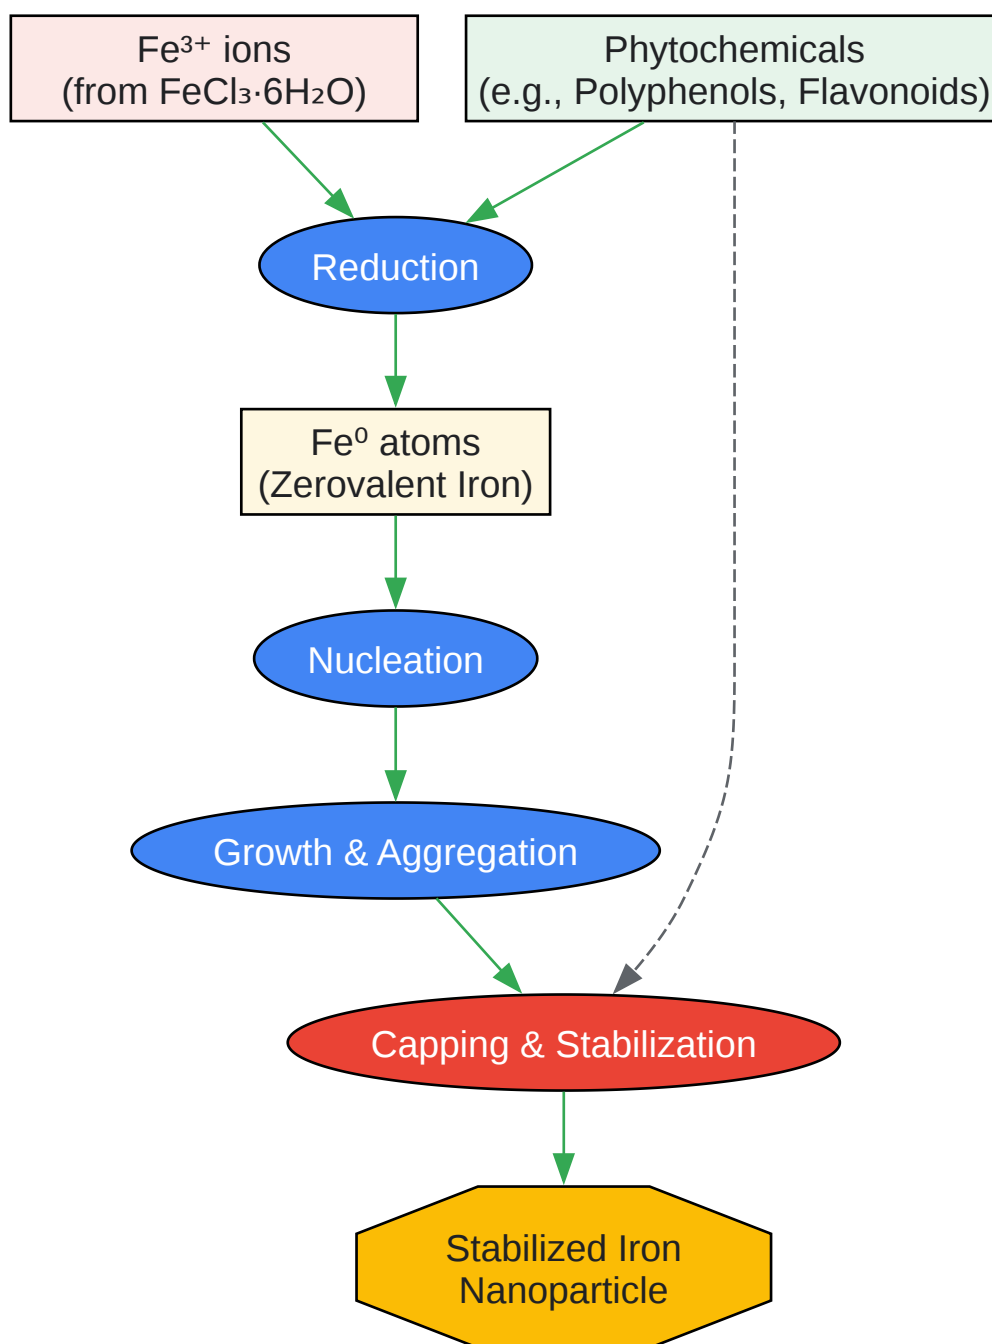 Fe³⁺ ions
(from FeCl₃·6H₂O)
Phytochemicals
(e.g., Polyphenols, Flavonoids)
Reduction
Fe⁰ atoms
(Zerovalent Iron)
Nucleation
Growth & Aggregation
Capping & Stabilization
Stabilized Iron
Nanoparticle